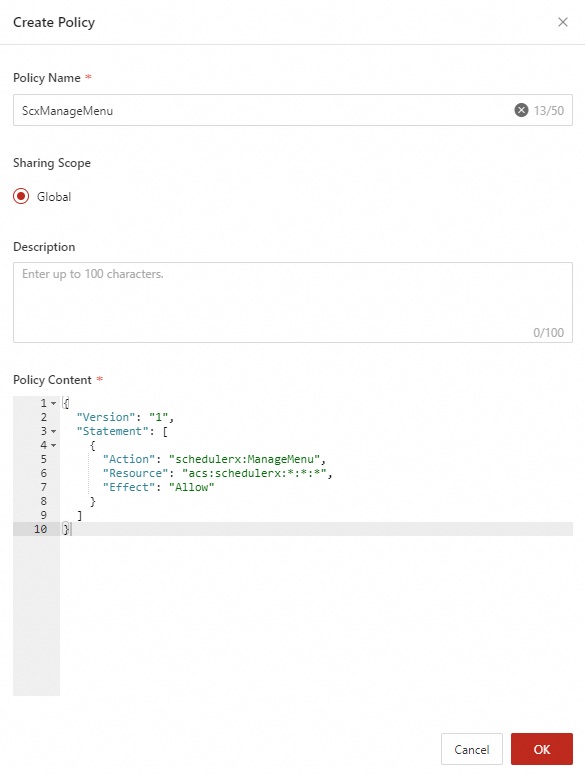 Create Policy
Policy Name *
ScxManageMenu 13/50
Sharing Scope
Global
Description
Enter up to 100 characters.
0/100
Policy Content *
1 {
2 "Version": "1",
3 "Statement": [
4 {
5 "Action": "schedulerx:ManageMenu",
6 "Resource": "acs:schedulerx:*:*:*",
7 "Effect": "Allow"
8 }
9 ]
10 }
Cancel OK